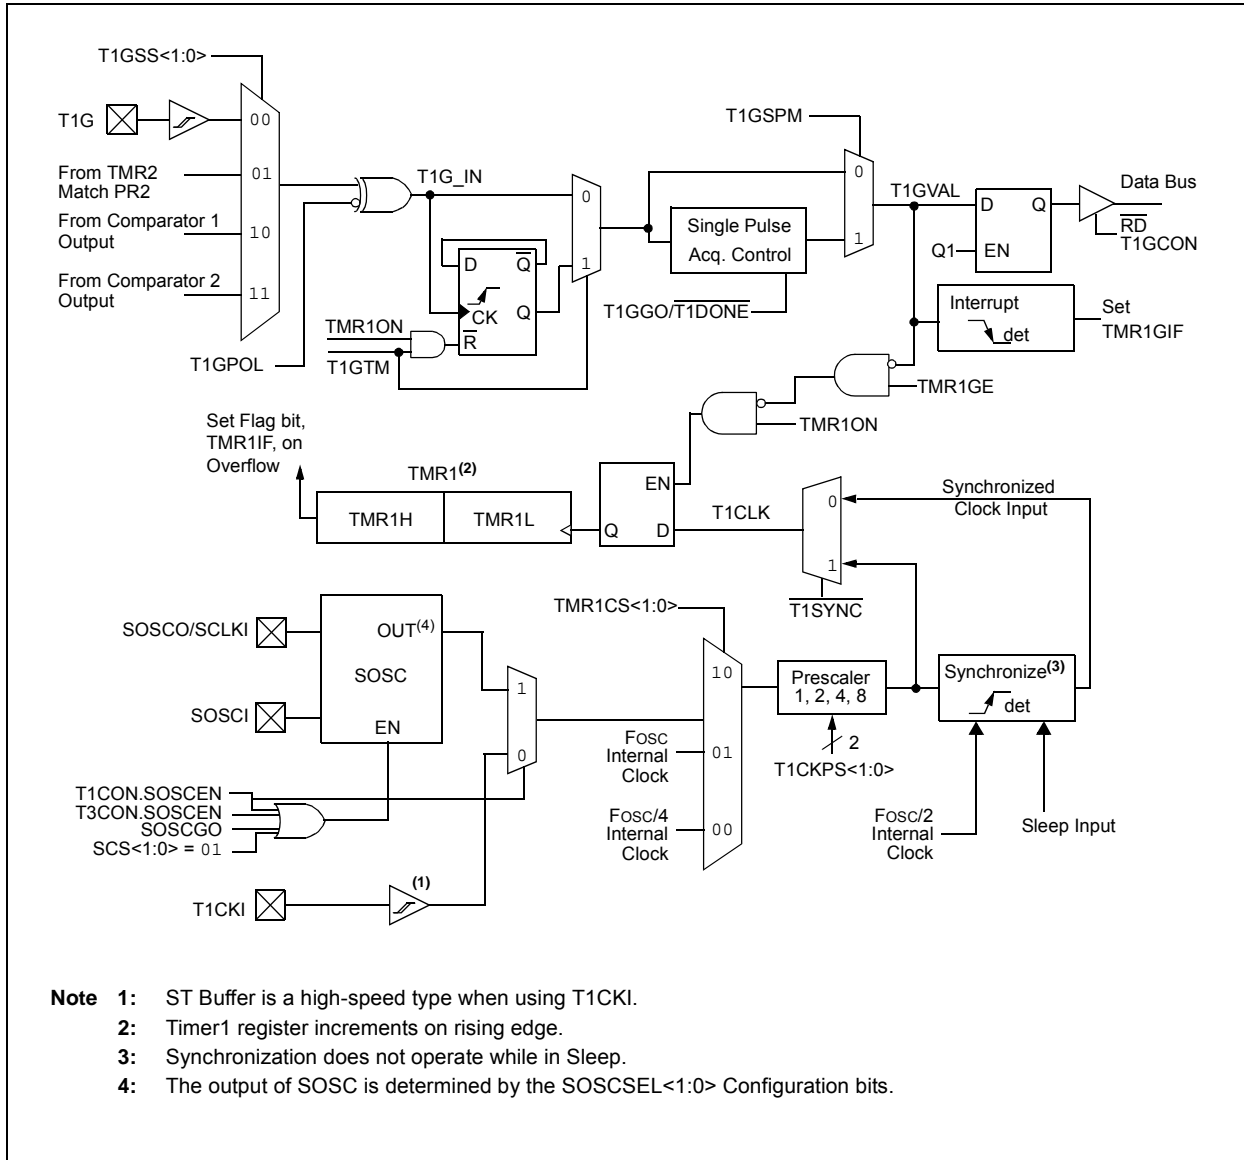 T1GSS<1:0>
T1G
00
From TMR2
Match PR2
01
From Comparator 1
Output
10
From Comparator 2
Output
11
T1GPOL
T1G_IN
0
1
D
Q
CK
Q
R
TMR1ON
T1GTM
T1GSPM
0
1
Single Pulse
Acq. Control
T1GGO/T1DONE
T1GVAL
D
Q
Q1
EN
Data Bus
RD
T1GCON
Interrupt
det
Set
TMR1GIF
TMR1GE
TMR1ON
Set Flag bit,
TMR1IF, on
Overflow
TMR1(2)
TMR1H
TMR1L
EN
Q
D
T1CLK
0
1
T1SYNC
Synchronized
Clock Input
SOSCO/SCLKI
OUT(4)
SOSC
SOSCI
EN
1
0
T1CON.SOSCEN
T3CON.SOSCEN
SOSCGO
SCS<1:0> = 01
T1CKI
(1)
TMR1CS<1:0>
10
FOSC
Internal
Clock
01
FOSC/4
Internal
Clock
00
Prescaler
1, 2, 4, 8
2
T1CKPS<1:0>
Synchronize(3)
det
FOSC/2
Internal
Clock
Sleep Input
Note 1: ST Buffer is a high-speed type when using T1CKI.
2: Timer1 register increments on rising edge.
3: Synchronization does not operate while in Sleep.
4: The output of SOSC is determined by the SOSCSEL<1:0> Configuration bits.